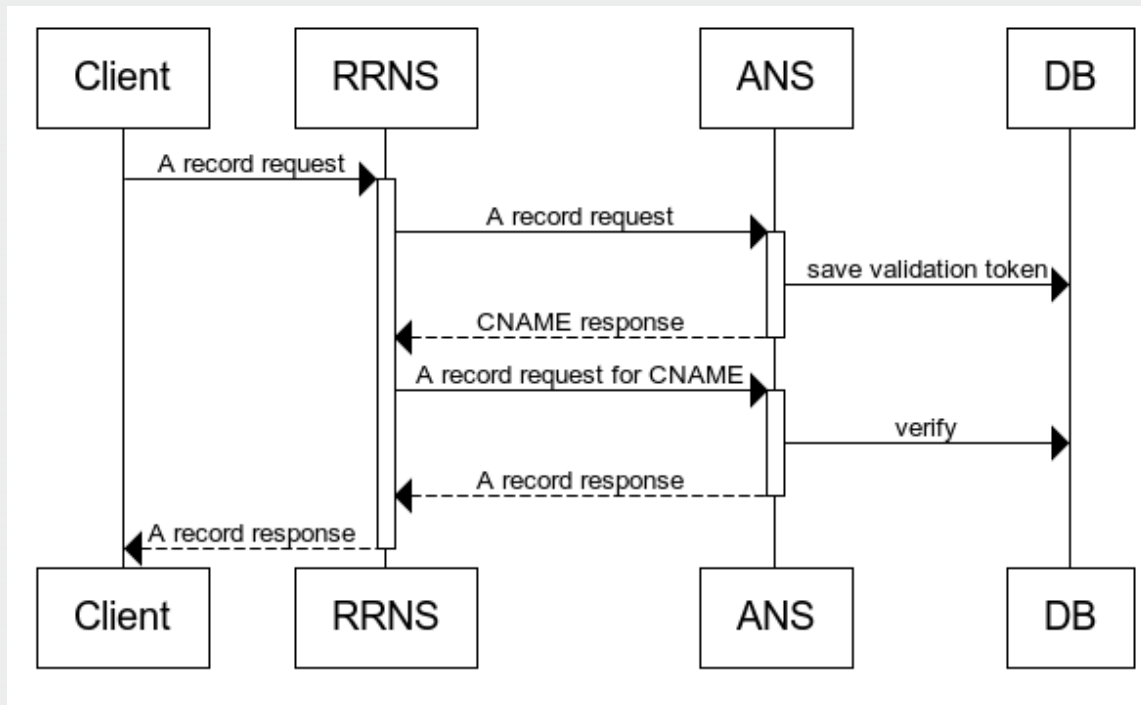 Client
RRNS
ANS
DB
A record request
A record request
save validation token
CNAME response
A record request for CNAME
verify
A record response
A record response
Client
RRNS
ANS
DB